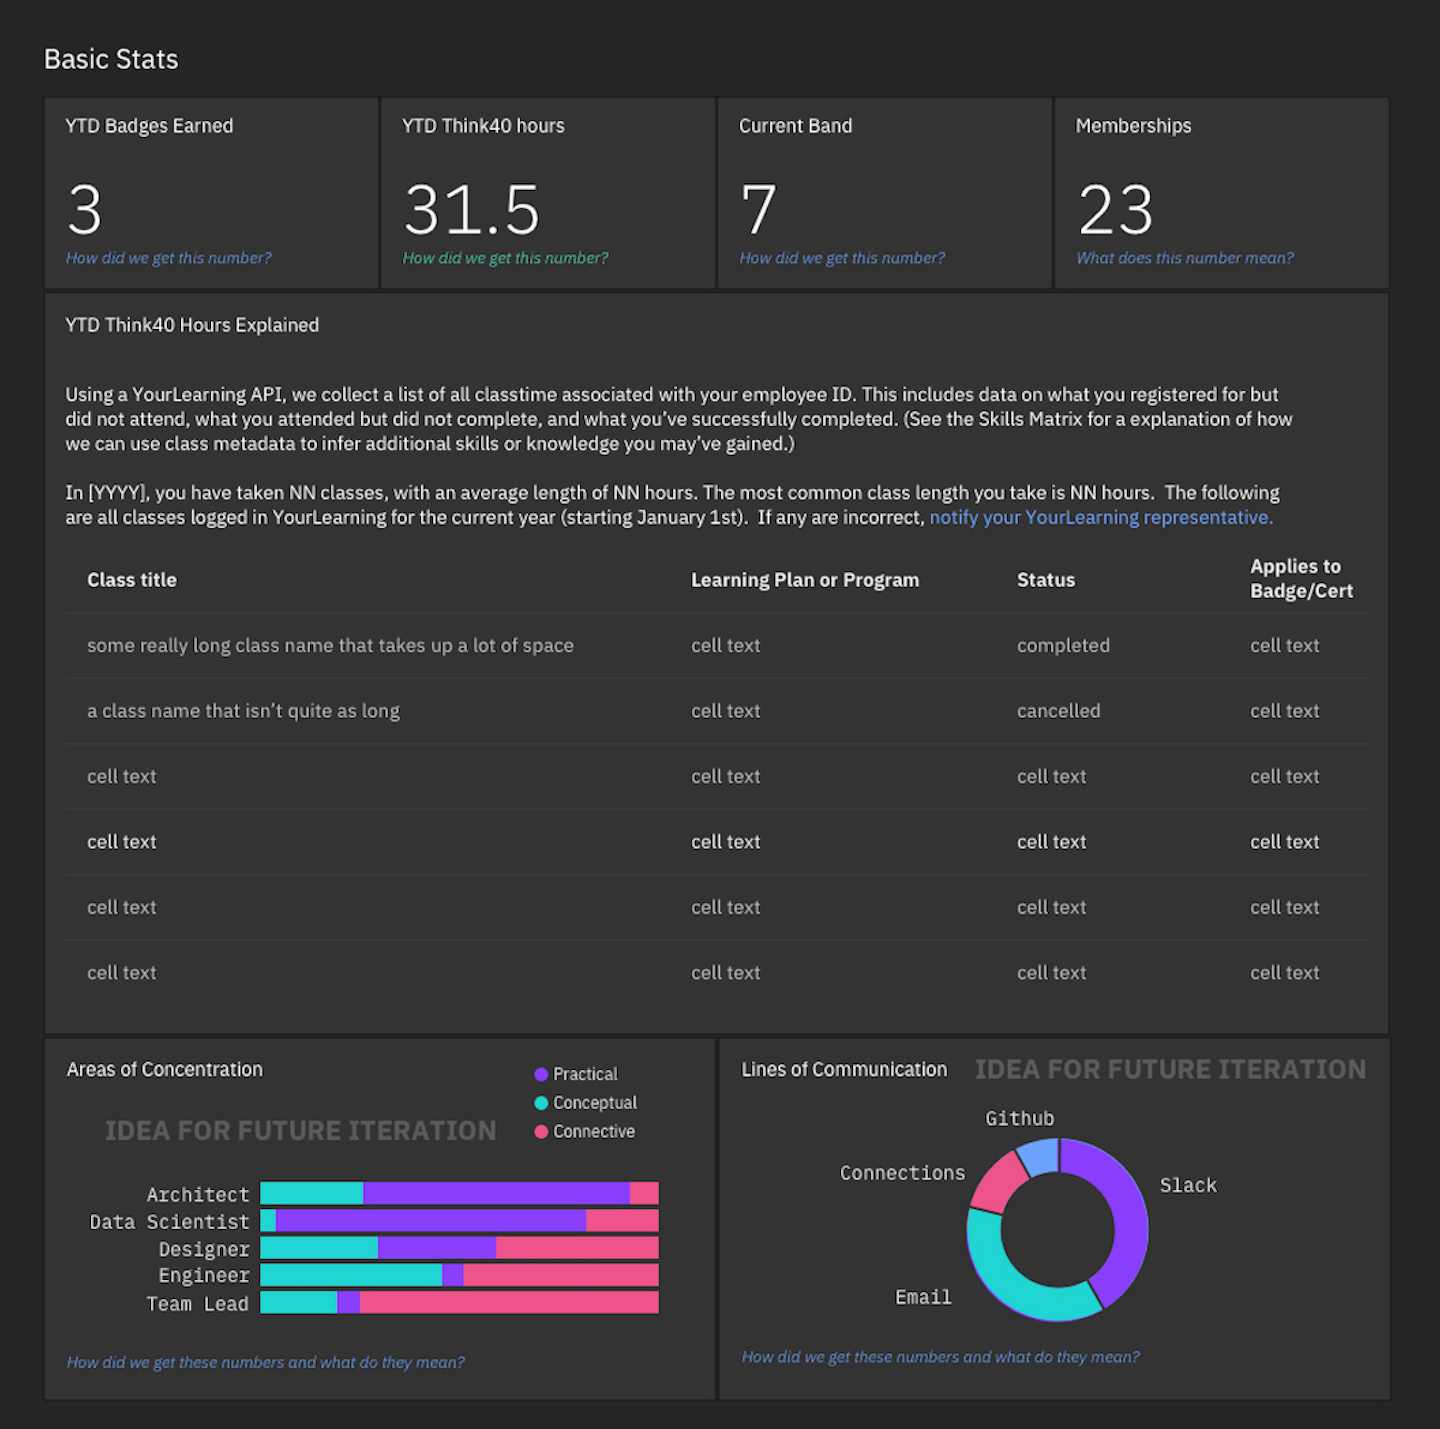 Basic Stats
YTD Badges Earned
3
How did we get this number?
YTD Think40 hours
31.5
How did we get this number?
Current Band
7
How did we get this number?
Memberships
23
What does this number mean?
YTD Think40 Hours Explained
Using a YourLearning API, we collect a list of all classtime associated with your employee ID. This includes data on what you registered for but
did not attend, what you attended but did not complete, and what you've successfully completed. (See the Skills Matrix for a explanation of how
we can use class metadata to infer additional skills or knowledge you may've gained.)
In [YYYY], you have taken NN classes, with an average length of NN hours. The most common class length you take is NN hours.  The following
are all classes logged in YourLearning for the current year (starting January 1st).  If any are incorrect, notify your YourLearning representative.
Class title Learning Plan or Program Status Applies to
Badge/Cert
some really long class name that takes up a lot of space cell text completed cell text
a class name that isn't quite as long cell text cancelled cell text
cell text cell text cell text cell text
cell text cell text cell text cell text
cell text cell text cell text cell text
cell text cell text cell text cell text
Areas of Concentration
Practical
Conceptual
Connective
IDEA FOR FUTURE ITERATION
Architect
Data Scientist
Designer
Engineer
Team Lead
How did we get these numbers and what do they mean?
Lines of Communication
IDEA FOR FUTURE ITERATION
Github
Connections
Slack
Email
How did we get these numbers and what do they mean?